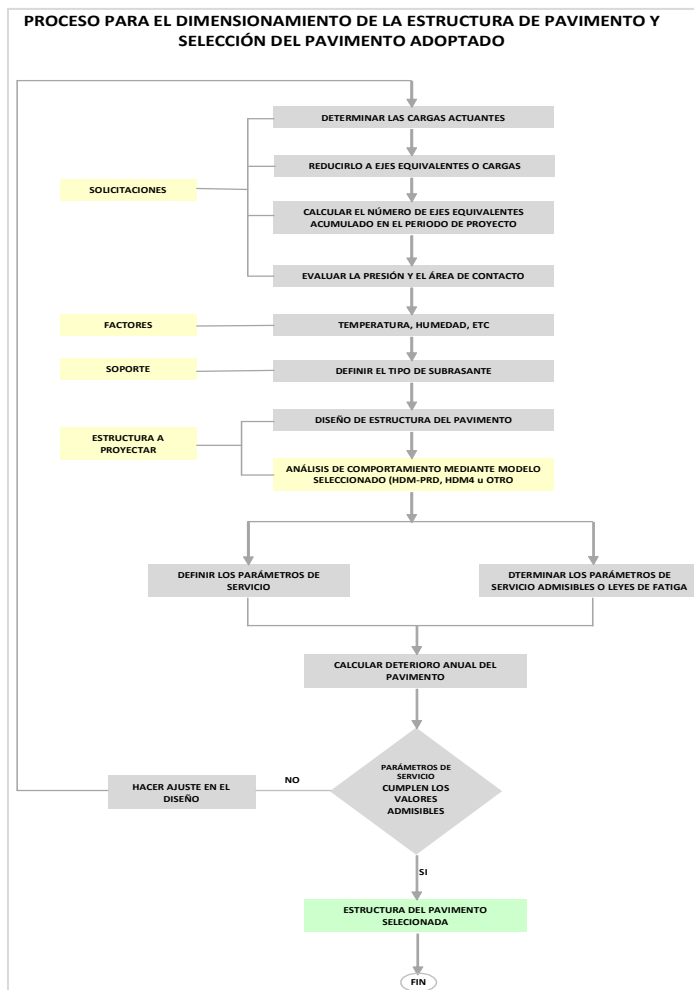 PROCESO PARA EL DIMENSIONAMIENTO DE LA ESTRUCTURA DE PAVIMENTO Y
SELECCIÓN DEL PAVIMENTO ADOPTADO
DETERMINAR LAS CARGAS ACTUANTES
REDUCIRLO A EJES EQUIVALENTES O CARGAS
SOLICITACIONES
CALCULAR EL NÚMERO DE EJES EQUIVALENTES
ACUMULADO EN EL PERIODO DE PROYECTO
EVALUAR LA PRESIÓN Y EL ÁREA DE CONTACTO
FACTORES
TEMPERATURA, HUMEDAD, ETC
SOPORTE
DEFINIR EL TIPO DE SUBRASANTE
DISEÑO DE ESTRUCTURA DEL PAVIMENTO
ESTRUCTURA A
PROYECTAR
ANÁLISIS DE COMPORTAMIENTO MEDIANTE MODELO
SELECCIONADO (HDM-PRD, HDM4 u OTRO
DEFINIR LOS PARÁMETROS DE
SERVICIO
DTERMINAR LOS PARÁMETROS DE
SERVICIO ADMISIBLES O LEYES DE FATIGA
CALCULAR DETERIORO ANUAL DEL
PAVIMENTO
PARÁMETROS DE
SERVICIO
CUMPLEN LOS
VALORES
ADMISIBLES
NO
HACER AJUSTE EN EL
DISEÑO
SI
ESTRUCTURA DEL PAVIMENTO
SELECIONADA
FIN